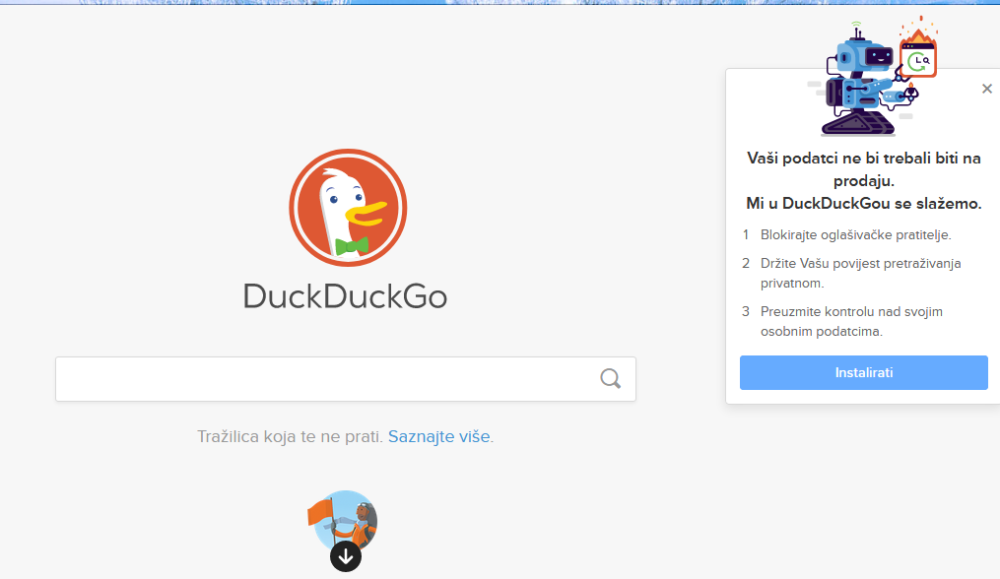 DuckDuckGo
Tražilica koja te ne prati. Saznajte više.
Vaši podatci ne bi trebali biti na
prodaju.
Mi u DuckDuckGou se slažemo.
1 Blokirajte oglašivačke pratitelje.
2 Držite Vašu povijest pretraživanja
privatnom.
3 Preuzmite kontrolu nad svojim
osobnim podatcima.
Instalirati